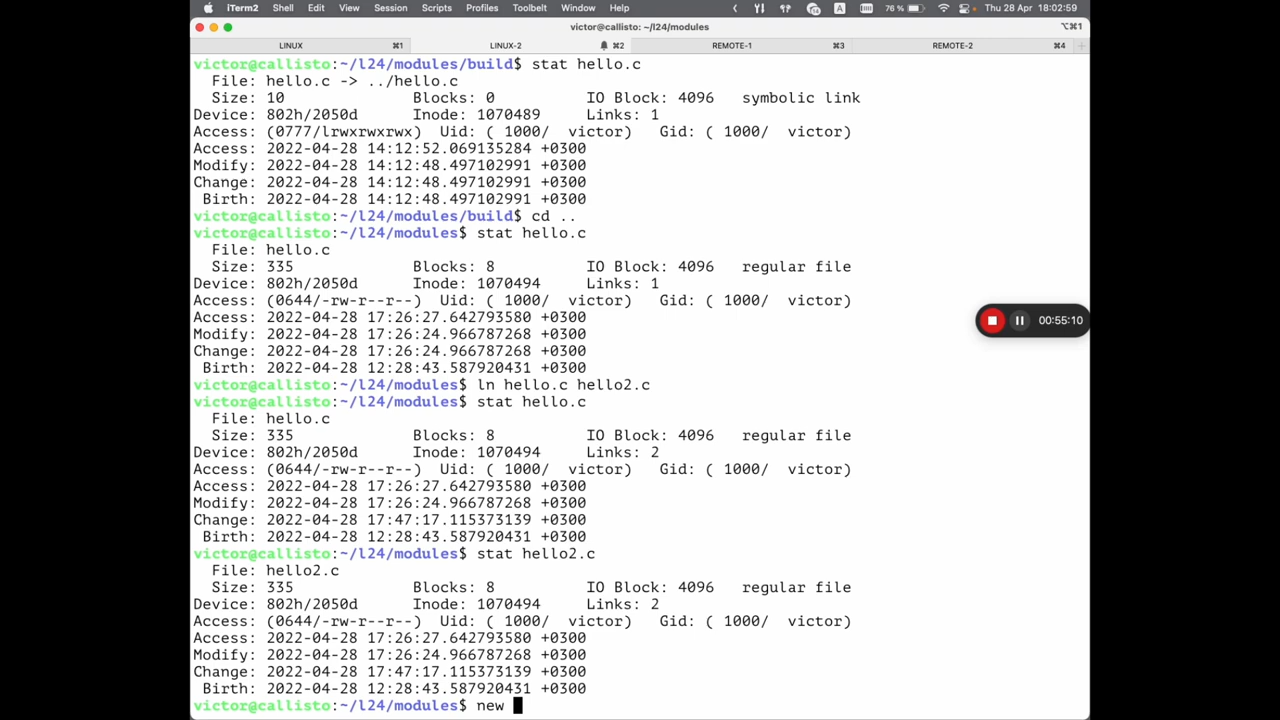 iTerm2 Shell Edit View Session Scripts Profiles Toolbelt Window Help 76 % Thu 28 Apr 18:02:59
victor@callisto: ~/l24/modules ⌥⌘1
LINUX ⌘1 LINUX-2 ⌘2 REMOTE-1 ⌘3 REMOTE-2 ⌘4
victor@callisto:~/l24/modules/build$ stat hello.c
File: hello.c -> ../hello.c
Size: 10 Blocks: 0 IO Block: 4096 symbolic link
Device: 802h/2050d Inode: 1070489 Links: 1
Access: (0777/lrwxrwxrwx) Uid: ( 1000/ victor) Gid: ( 1000/ victor)
Access: 2022-04-28 14:12:52.069135284 +0300
Modify: 2022-04-28 14:12:48.497102991 +0300
Change: 2022-04-28 14:12:48.497102991 +0300
Birth: 2022-04-28 14:12:48.497102991 +0300
victor@callisto:~/l24/modules/build$ cd ..
victor@callisto:~/l24/modules$ stat hello.c
File: hello.c
Size: 335 Blocks: 8 IO Block: 4096 regular file
Device: 802h/2050d Inode: 1070494 Links: 1
Access: (0644/-rw-r--r--) Uid: ( 1000/ victor) Gid: ( 1000/ victor)
Access: 2022-04-28 17:26:27.642793580 +0300
Modify: 2022-04-28 17:26:24.966787268 +0300
Change: 2022-04-28 17:26:24.966787268 +0300
Birth: 2022-04-28 12:28:43.587920431 +0300
victor@callisto:~/l24/modules$ ln hello.c hello2.c
victor@callisto:~/l24/modules$ stat hello.c
File: hello.c
Size: 335 Blocks: 8 IO Block: 4096 regular file
Device: 802h/2050d Inode: 1070494 Links: 2
Access: (0644/-rw-r--r--) Uid: ( 1000/ victor) Gid: ( 1000/ victor)
Access: 2022-04-28 17:26:27.642793580 +0300
Modify: 2022-04-28 17:26:24.966787268 +0300
Change: 2022-04-28 17:47:17.115373139 +0300
Birth: 2022-04-28 12:28:43.587920431 +0300
victor@callisto:~/l24/modules$ stat hello2.c
File: hello2.c
Size: 335 Blocks: 8 IO Block: 4096 regular file
Device: 802h/2050d Inode: 1070494 Links: 2
Access: (0644/-rw-r--r--) Uid: ( 1000/ victor) Gid: ( 1000/ victor)
Access: 2022-04-28 17:26:27.642793580 +0300
Modify: 2022-04-28 17:26:24.966787268 +0300
Change: 2022-04-28 17:47:17.115373139 +0300
Birth: 2022-04-28 12:28:43.587920431 +0300
victor@callisto:~/l24/modules$ new
00:55:10